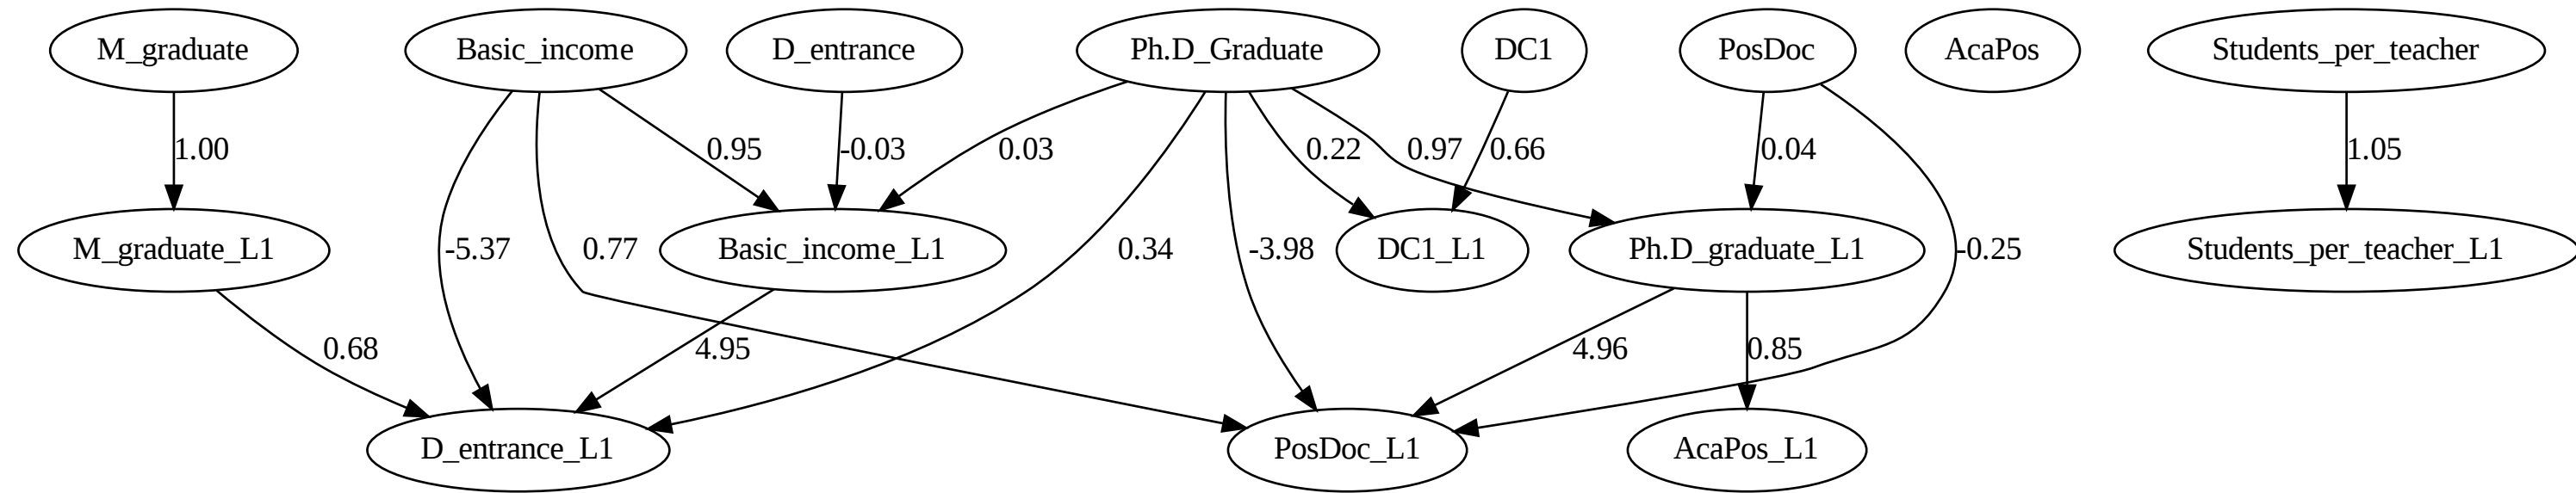 M_graduate
Basic_income
D_entrance
Ph.D_Graduate
DC1
PosDoc
AcaPos
Students_per_teacher
1.00
0.95
-0.03
0.03
0.22
0.97
0.66
0.04
1.05
M_graduate_L1
-5.37
0.77
Basic_income_L1
0.34
-3.98
DC1_L1
Ph.D_graduate_L1
-0.25
Students_per_teacher_L1
0.68
4.95
4.96
0.85
D_entrance_L1
PosDoc_L1
AcaPos_L1